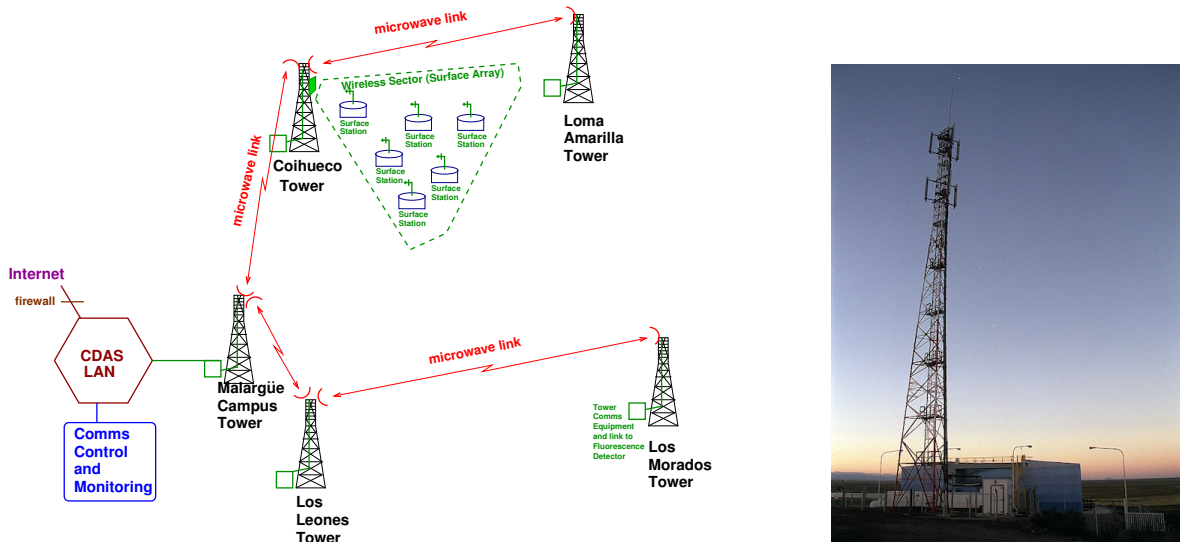 microwave link
Wireless Sector (Surface Array)
Surface
Station
Surface
Station
Surface
Station
Surface
Station
Surface
Station
Surface
Station
Loma
Amarilla
Tower
Coihueco
Tower
microwave link
Internet
firewall
CDAS
LAN
Malargüe
Campus
Tower
microwave link
Comms
Control
and
Monitoring
Los
Leones
Tower
Tower
Comms
Equipment
and link to
Fluorescence
Detector
Los
Morados
Tower